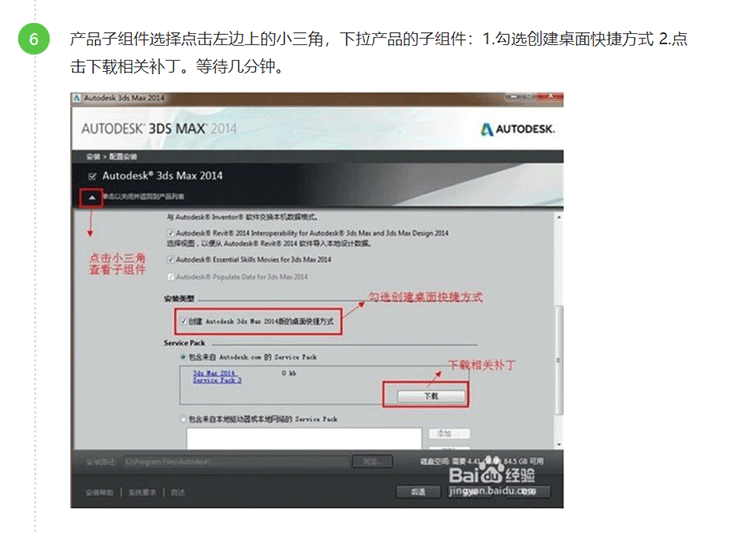 6
产品子组件选择点击左边上的小三角，下拉产品的子组件：1.勾选创建桌面快捷方式 2.点
击下载相关补丁。等待几分钟。
Autodesk 3ds Max 2014
AUTODESK® 3DS MAX® 2014
AUTODESK.
安装 > 配置安装
Autodesk® 3ds Max 2014
单击以关闭并返回到产品列表
与 Autodesk® Inventor® 软件交换本机数据格式。
Autodesk® Revit® 2014 Interoperability for Autodesk® 3ds Max and 3ds Max Design 2014
选择视图，以便从 Autodesk® Revit® 2014 软件导入本地设计数据。
点击小三角
查看子组件
Autodesk® Essential Skills Movies for 3ds Max 2014
Autodesk® Populate Data for 3ds Max 2014
安装类型
勾选创建桌面快捷方式
创建 Autodesk 3ds Max 2014新的桌面快捷方式
Service Pack
包含来自 Autodesk.com 的 Service Pack
下载相关补丁
3ds Max 2014 0 kb
Service Pack 3
下载
包含来自本地驱动器或本地网络的 Service Pack
添加...
安装路径: C:\Program Files\Autodesk\
浏览...
磁盘空间: 需要 4.41 84.5 GB 可用
Baidu经验
安装帮助 | 系统要求 | 自述
后退
jingyan.baidu.com